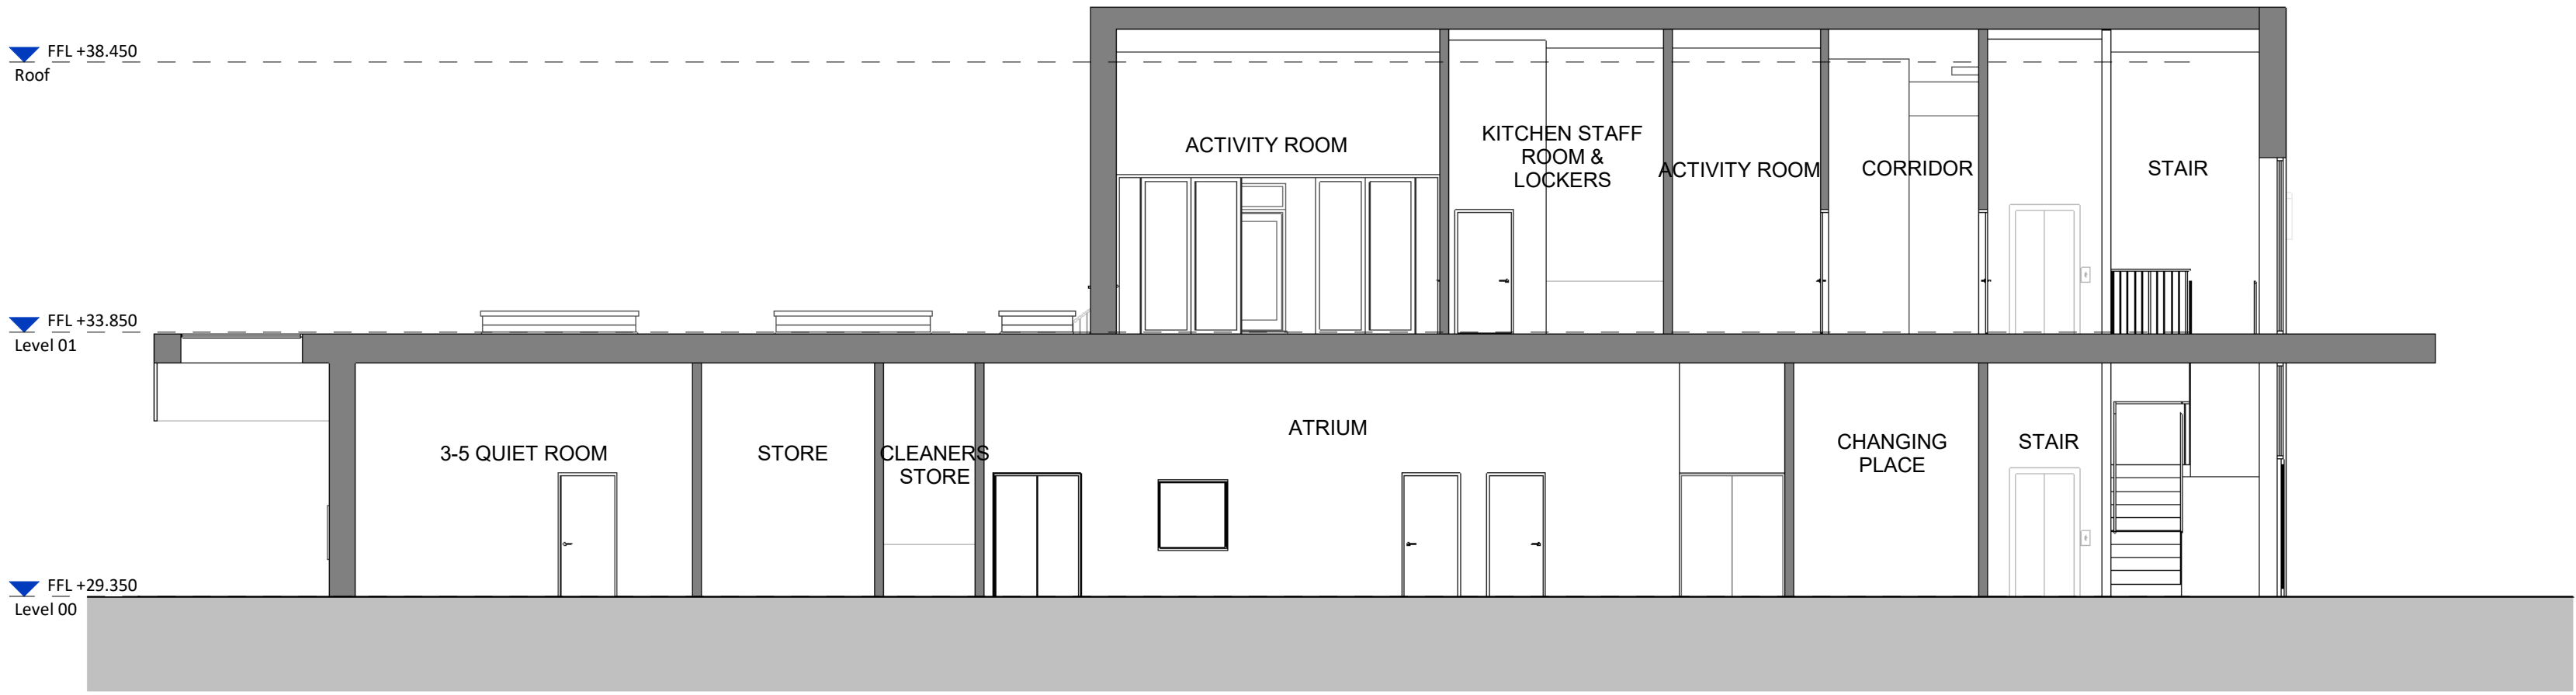 FFL +38.450
Roof
ACTIVITY ROOM
KITCHEN STAFF
ROOM &
LOCKERS
ACTIVITY ROOM
CORRIDOR
STAIR
FFL +33.850
Level 01
3-5 QUIET ROOM
STORE
CLEANERS
STORE
ATRIUM
CHANGING
PLACE
STAIR
FFL +29.350
Level 00